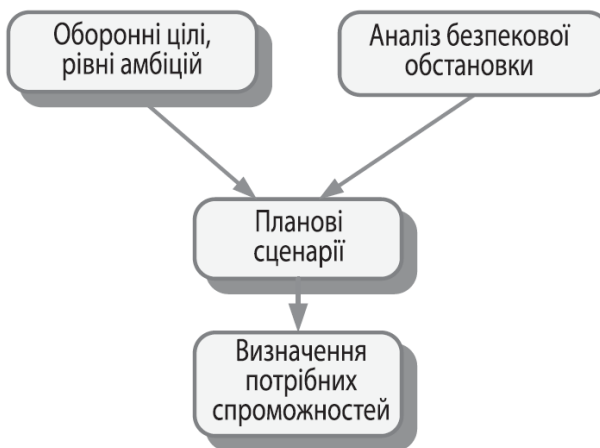 Оборонні цілі,
рівні амбіцій
Аналіз безпекової
обстановки
Планові
сценарії
Визначення
потрібних
спроможностей